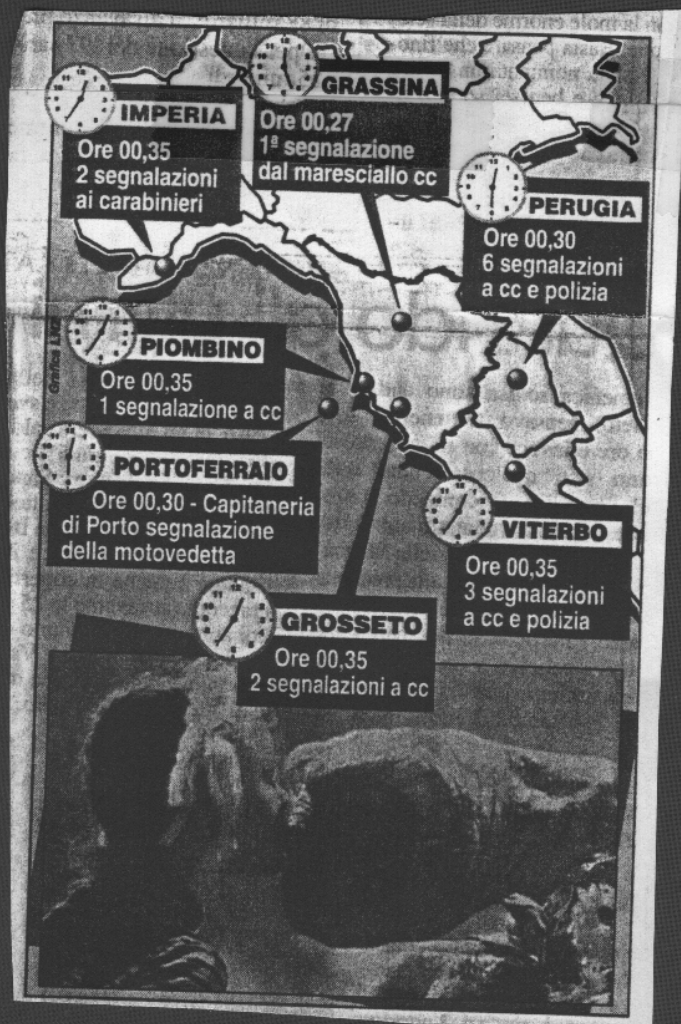 GRASSINA
Ore 00,27
1ª segnalazione
dal maresciallo cc
IMPERIA
Ore 00,35
2 segnalazioni
ai carabinieri
PERUGIA
Ore 00,30
6 segnalazioni
a cc e polizia
PIOMBINO
Ore 00,35
1 segnalazione a cc
PORTOFERRAIO
Ore 00,30 - Capitaneria
di Porto segnalazione
della motovedetta
VITERBO
Ore 00,35
3 segnalazioni
a cc e polizia
GROSSETO
Ore 00,35
2 segnalazioni a cc